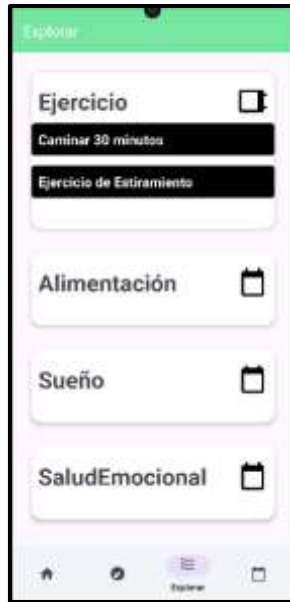 Explorar
Ejercicio
Caminar 30 minutos
Ejercicio de Estiramiento
Alimentación
Sueño
SaludEmocional
Explorar